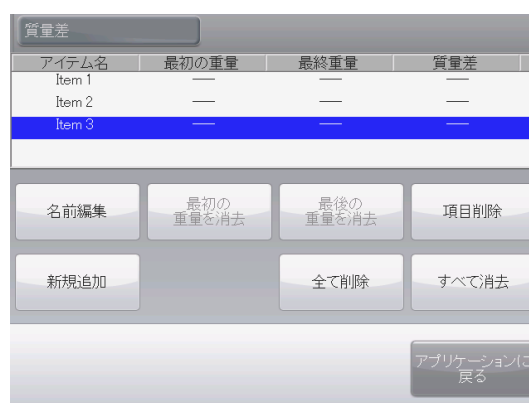 質量差
アイテム名 最初の重量 最終重量 質量差
Item 1 — — —
Item 2 — — —
Item 3 — — —
名前編集 最初の 最後の 項目削除
重量を消去 重量を消去
新規追加 全て削除 すべて消去
アプリケーションに
戻る